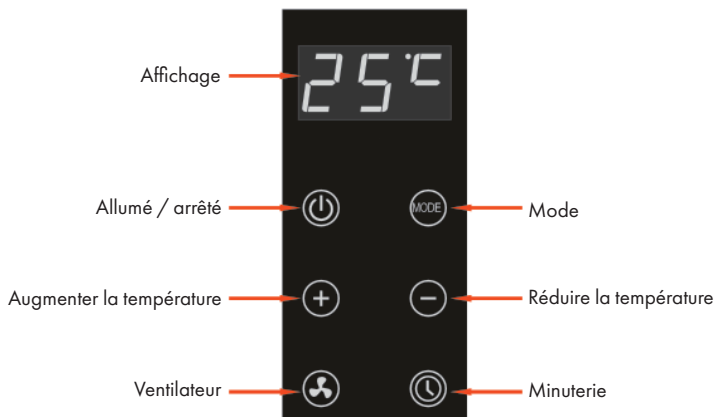 Affichage
25°C
Allumé / arrêté
MODE
Mode
Augmenter la température
Réduire la température
Ventilateur
Minuterie